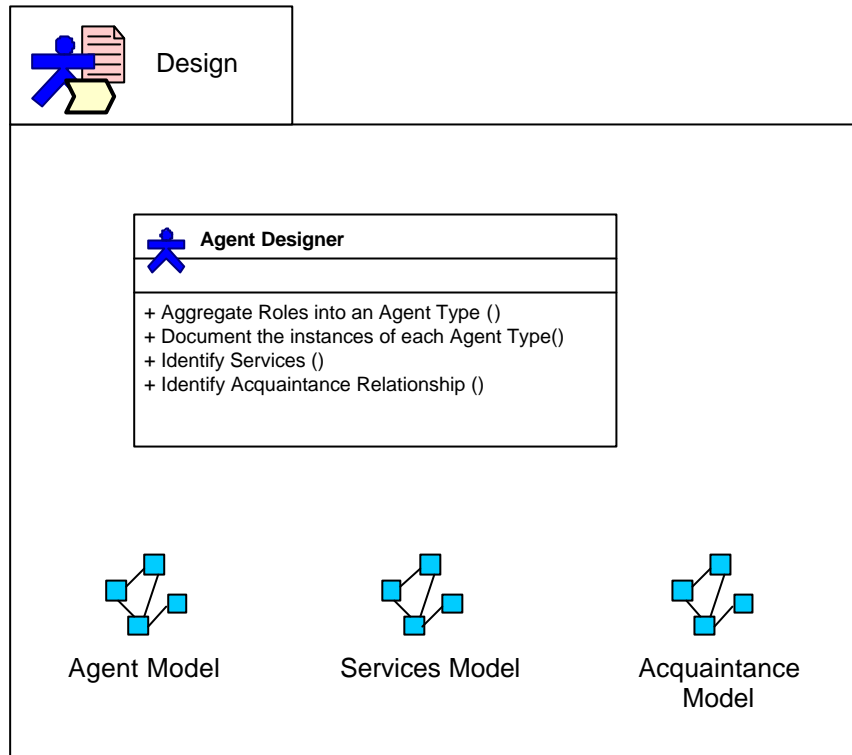 Design
Agent Designer
+ Aggregate Roles into an Agent Type ()
+ Document the instances of each Agent Type()
+ Identify Services ()
+ Identify Acquaintance Relationship ()
Agent Model
Services Model
Acquaintance
Model